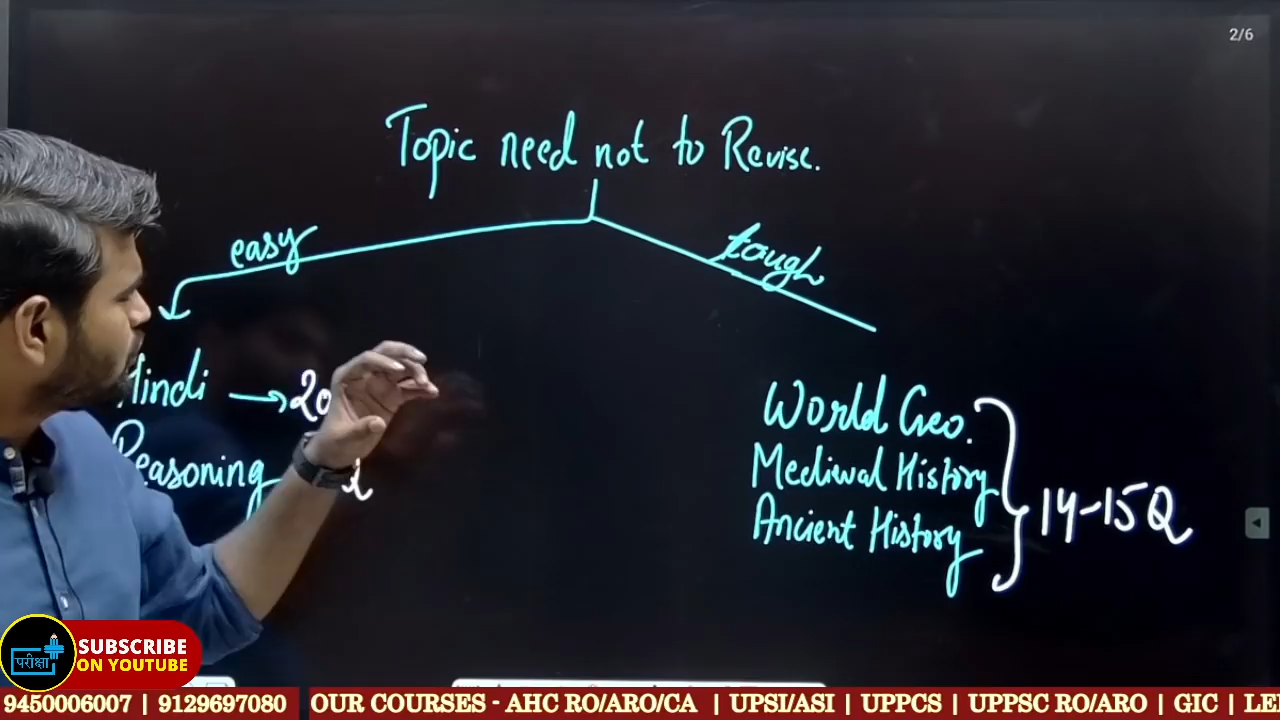 2/6
Topic need not to Revise.
easy
tough
Hindi → 20
Reasoning
World Geo.
Mediwal History
Ancient History
14-15Q
परीक्षा
SUBSCRIBE
ON YOUTUBE
9450006007 | 9129697080 OUR COURSES - AHC RO/ARO/CA | UPSI/ASI | UPPCS | UPPSC RO/ARO | GIC |